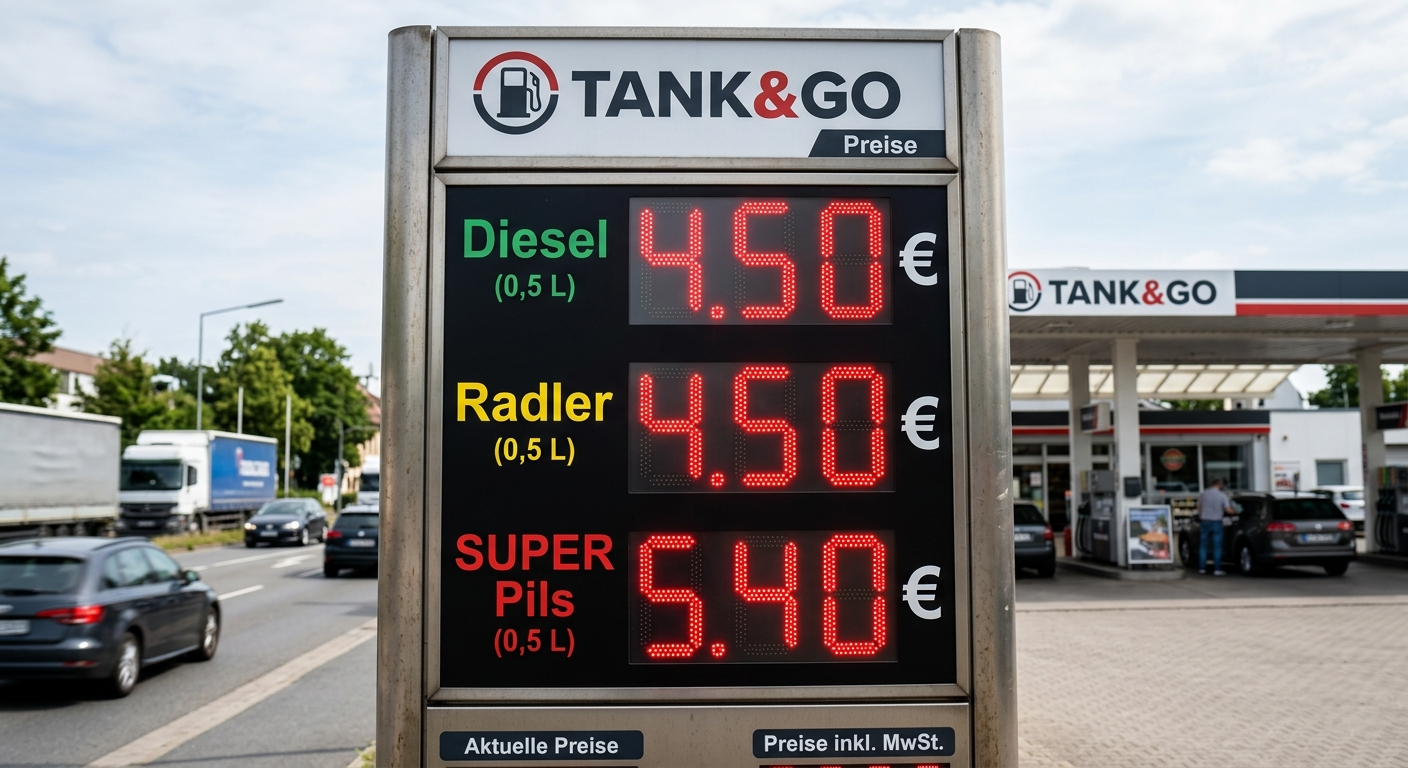 TANK&GO
Preise
Diesel
(0,5 L)
4.50 €
Radler
(0,5 L)
4.50 €
SUPER
Pils
(0,5 L)
5.40 €
Aktuelle Preise
Preise inkl. MwSt.
TANK&GO